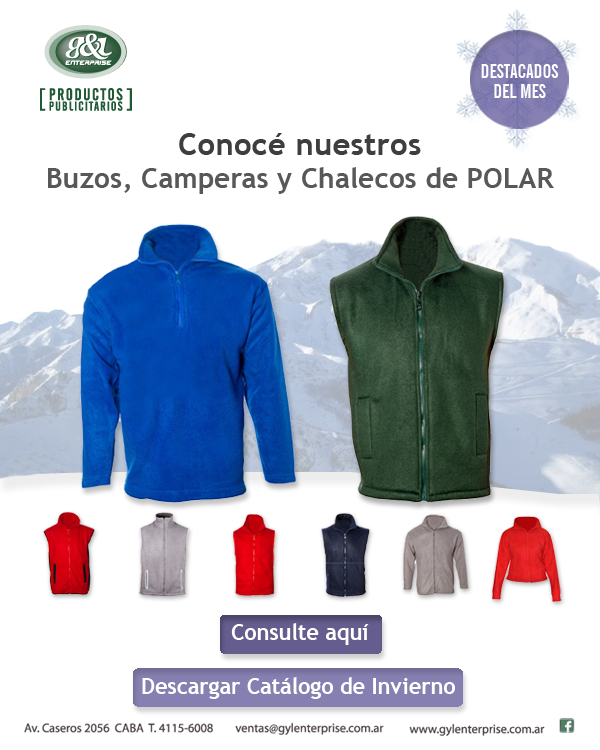 g&l
ENTERPRISE
[PRODUCTOS
PUBLICITARIOS]
DESTACADOS
DEL MES
Conocé nuestros
Buzos, Camperas y Chalecos de POLAR
Consulte aquí
Descargar Catálogo de Invierno
Av. Caseros 2056 CABA T. 4115-6008 ventas@gylenterprise.com.ar www.gylenterprise.com.ar f